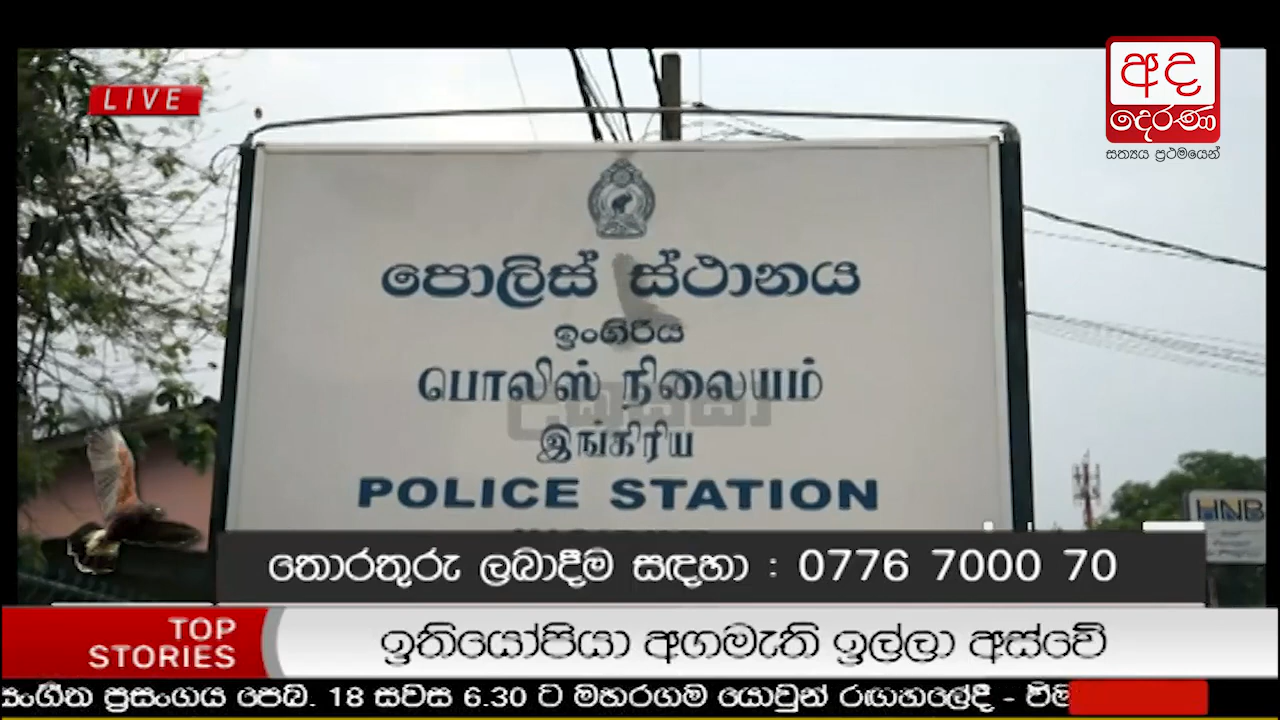 LIVE
අද
දෙරණ
සත්‍යය ප්‍රථමයෙන්
පොලිස් ස්ථානය
ඉංගිරිය
பொலிஸ் நிலையம்
இங்கிரிய
POLICE STATION
HNB
තොරතුරු ලබාදීම සඳහා : 0776 7000 70
TOP
STORIES
ඉතියෝපියා අගමැති ඉල්ලා අස්වේ
ප්‍රසංගය පෙබ. 18 සවස 6.30 ට මහරගම යොවුන් රඟහලේදී -